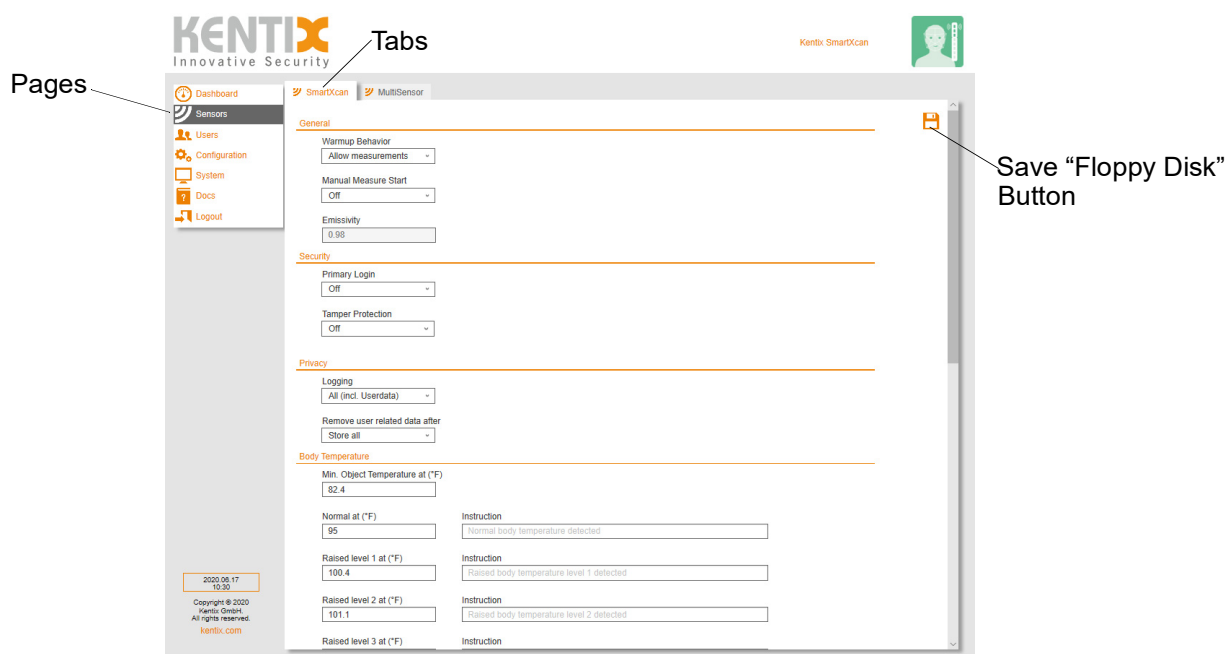 KENTIX
Innovative Security
Tabs
Kentix SmartXcan
Pages
Dashboard
Sensors
Users
Configuration
System
Docs
Logout
SmartXcan
MultiSensor
Save “Floppy Disk”
Button
General
Warmup Behavior
Allow measurements
Manual Measure Start
Off
Emissivity
0.98
Security
Primary Login
Off
Tamper Protection
Off
Privacy
Logging
All (incl. Userdata)
Remove user related data after
Store all
Body Temperature
Min. Object Temperature at (°F)
82.4
Normal at (°F) Instruction
95 Normal body temperature detected
Raised level 1 at (°F) Instruction
100.4 Raised body temperature level 1 detected
Raised level 2 at (°F) Instruction
101.1 Raised body temperature level 2 detected
Raised level 3 at (°F) Instruction
2020.06.17
10:30
Copyright © 2020
Kentix GmbH.
All rights reserved.
kentix.com